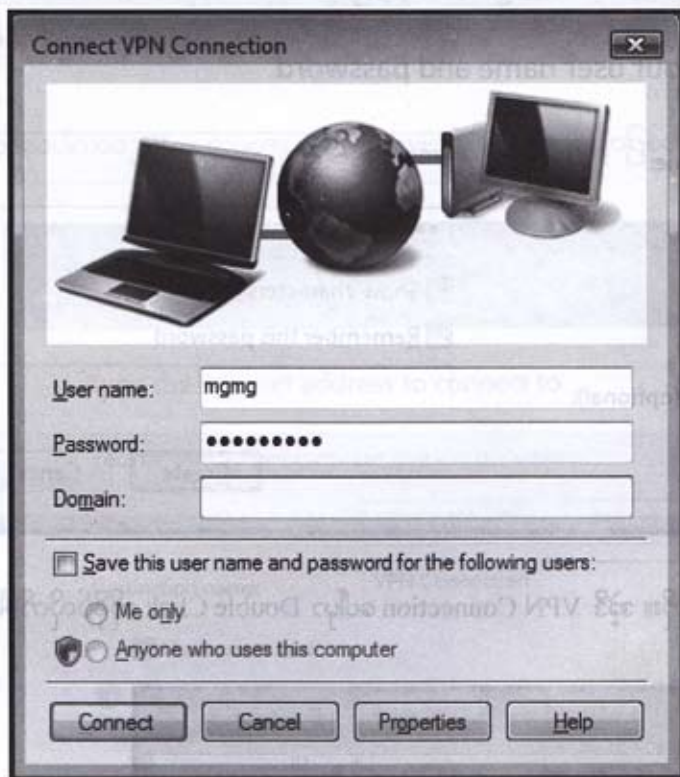 Connect VPN Connection
User name: mgmg
Password: •••••••••
Domain:
Save this user name and password for the following users:
Me only
Anyone who uses this computer
Connect Cancel Properties Help